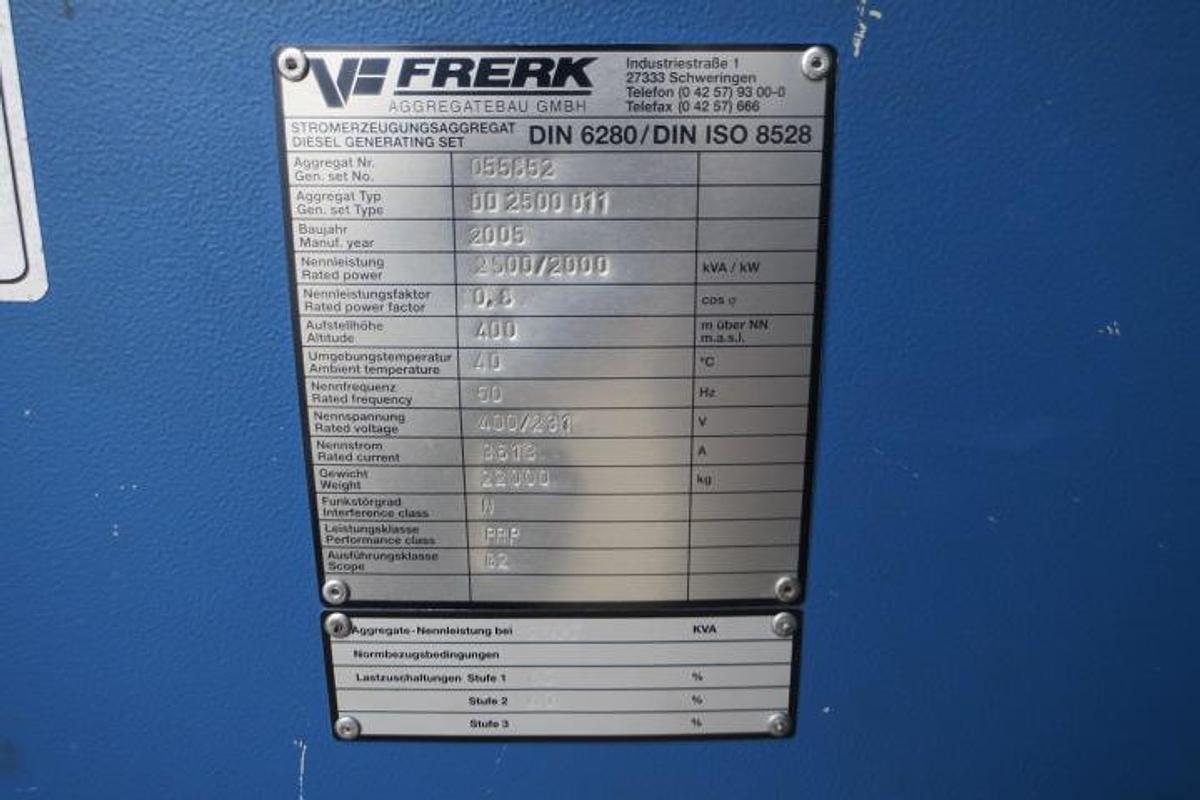 FRERK
AGGREGATEBAU GMBH
Industriestraße 1
27333 Schweringen
Telefon (0 42 57) 93 00-0
Telefax (0 42 57) 666
STROMERZEUGUNGSAGGREGAT
DIESEL GENERATING SET
DIN 6280/DIN ISO 8528
Aggregat Nr.
Gen. set No.
Aggregat Typ
Gen. set Type
2500 011
Baujahr
Manuf. year
2005
Nennleistung
Rated power
2500/2000
kVA / kW
Nennleistungsfaktor
Rated power factor
0,8
cos φ
Aufstellhöhe
Altitude
400
m über NN
m.a.s.l.
Umgebungstemperatur
Ambient temperature
40
°C
Nennfrequenz
Rated frequency
50
Hz
Nennspannung
Rated voltage
400/231
V
Nennstrom
Rated current
3613
A
Gewicht
Weight
22000
kg
Funkstörgrad
Interference class
N
Leistungsklasse
Performance class
PRP
Ausführungsklasse
Scope
Aggregate-Nennleistung bei KVA
Normbezugsbedingungen
Lastzuschaltungen Stufe 1 %
Stufe 2 %
Stufe 3 %